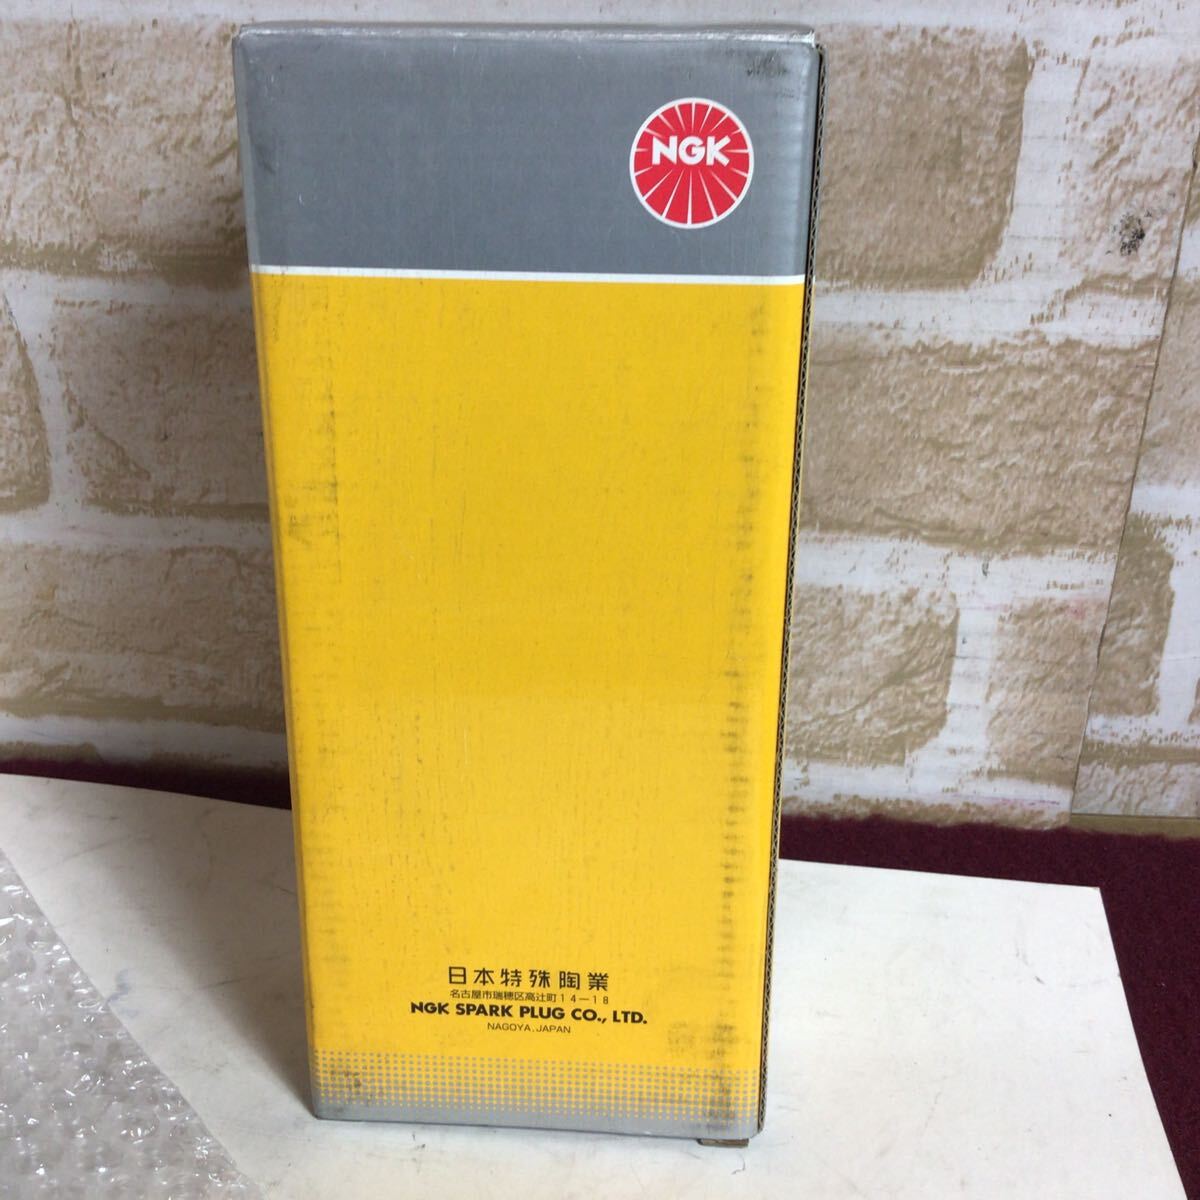 NGK
日本特殊陶業
名古屋市瑞穂区高辻町14－18
NGK SPARK PLUG CO., LTD.
NAGOYA, JAPAN